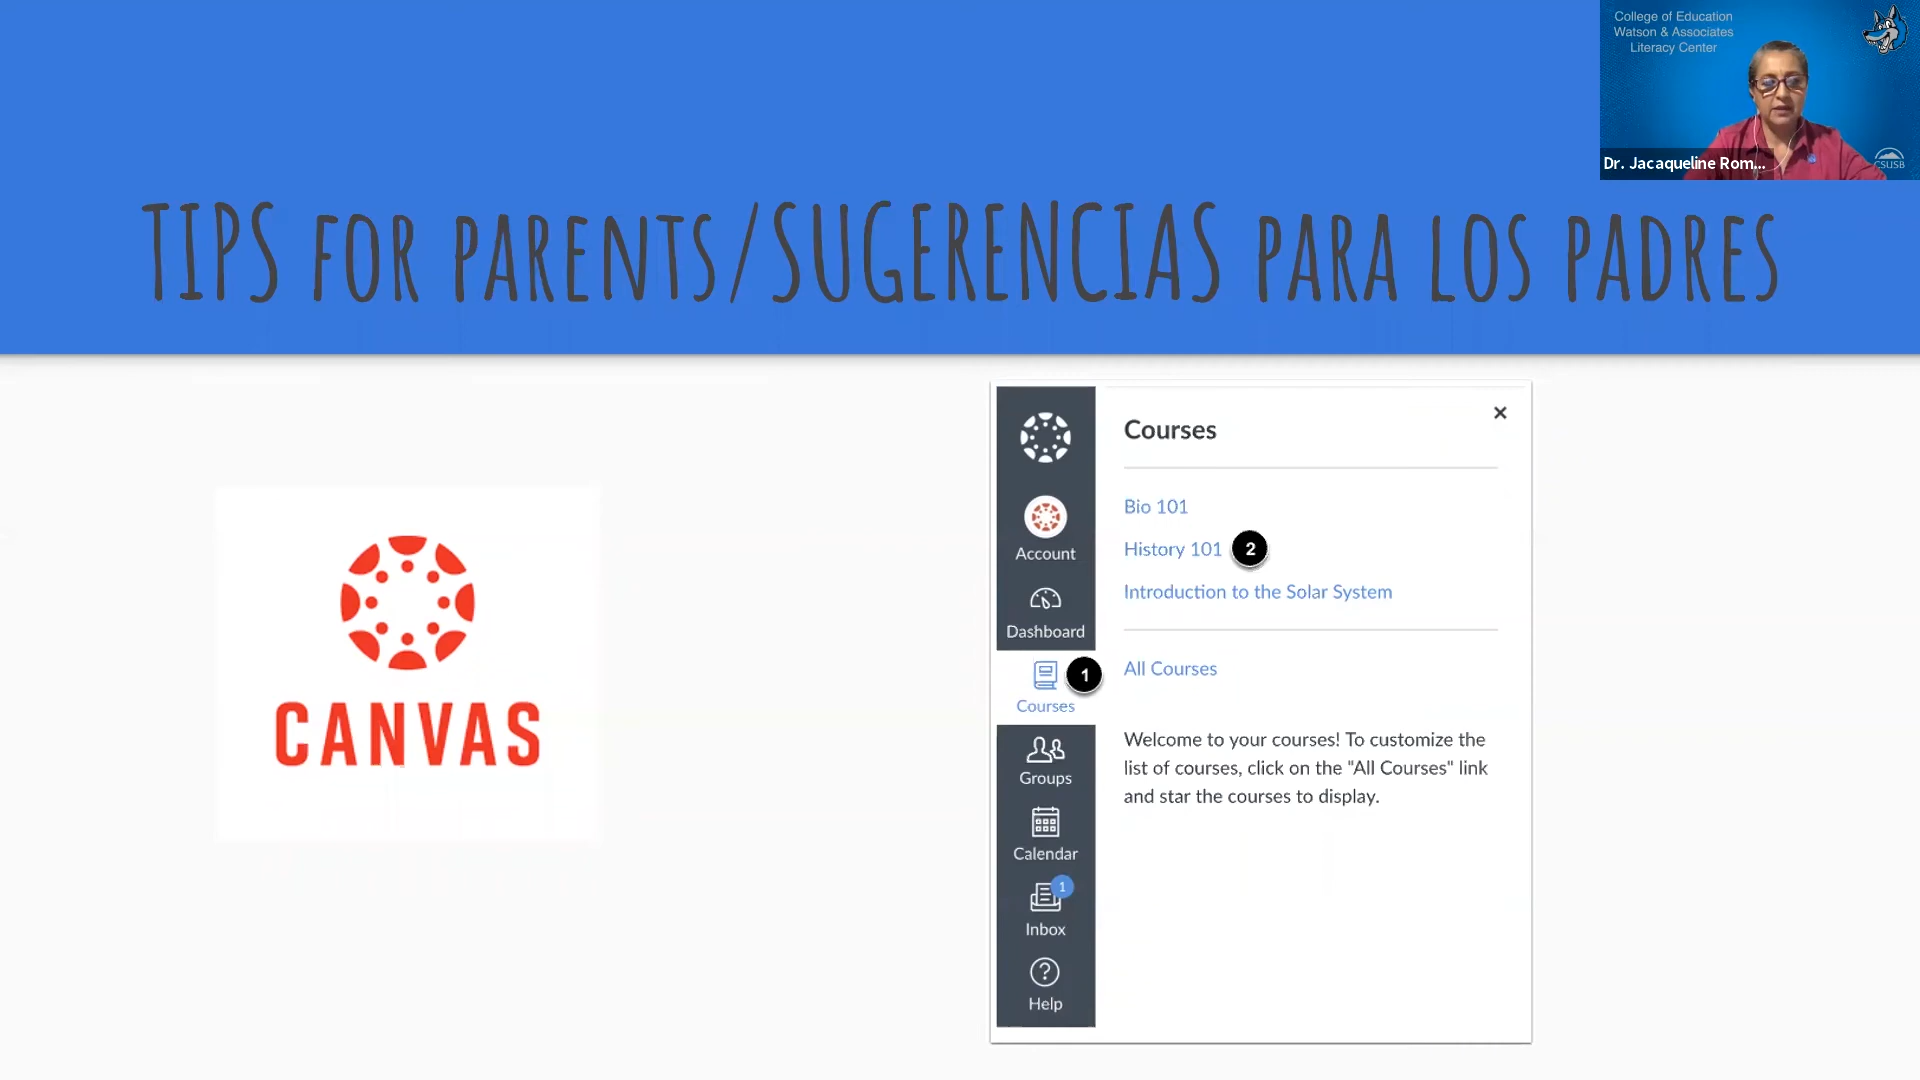 College of Education
Watson & Associates
Literacy Center
Dr. Jacaqueline Rom...
CSUSB
TIPS FOR PARENTS/SUGERENCIAS PARA LOS PADRES
CANVAS
Courses
Bio 101
History 101 2
Introduction to the Solar System
All Courses
Welcome to your courses! To customize the
list of courses, click on the "All Courses" link
and star the courses to display.
Account
Dashboard
1
Courses
Groups
Calendar
1
Inbox
?
Help